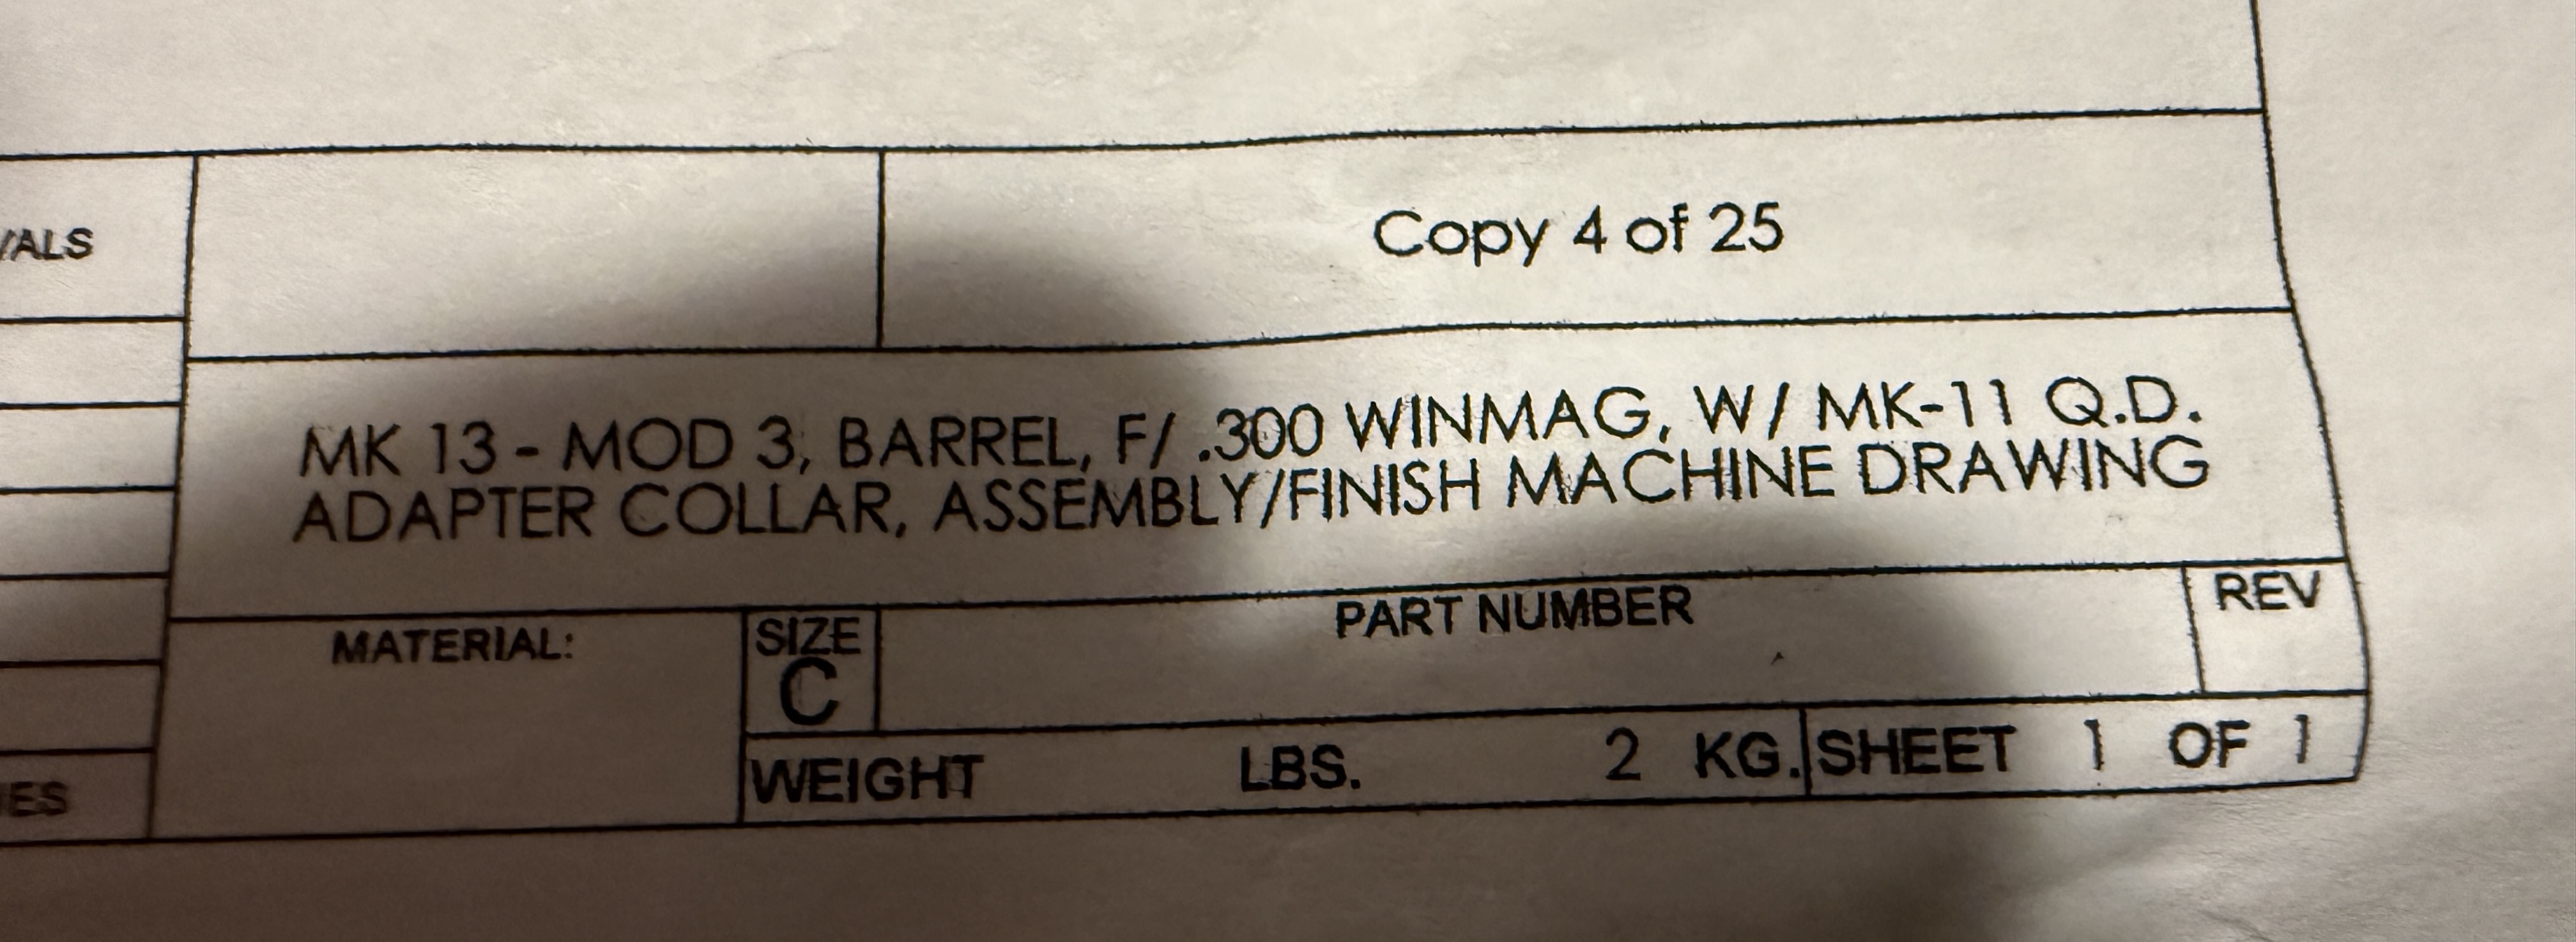 VALS
Copy 4 of 25
MK 13 - MOD 3, BARREL, F/ .300 WINMAG, W/ MK-11 Q.D.
ADAPTER COLLAR, ASSEMBLY/FINISH MACHINE DRAWING
MATERIAL:
SIZE
C
PART NUMBER
REV
WEIGHT LBS. 2 KG.
SHEET 1 OF 1
ES